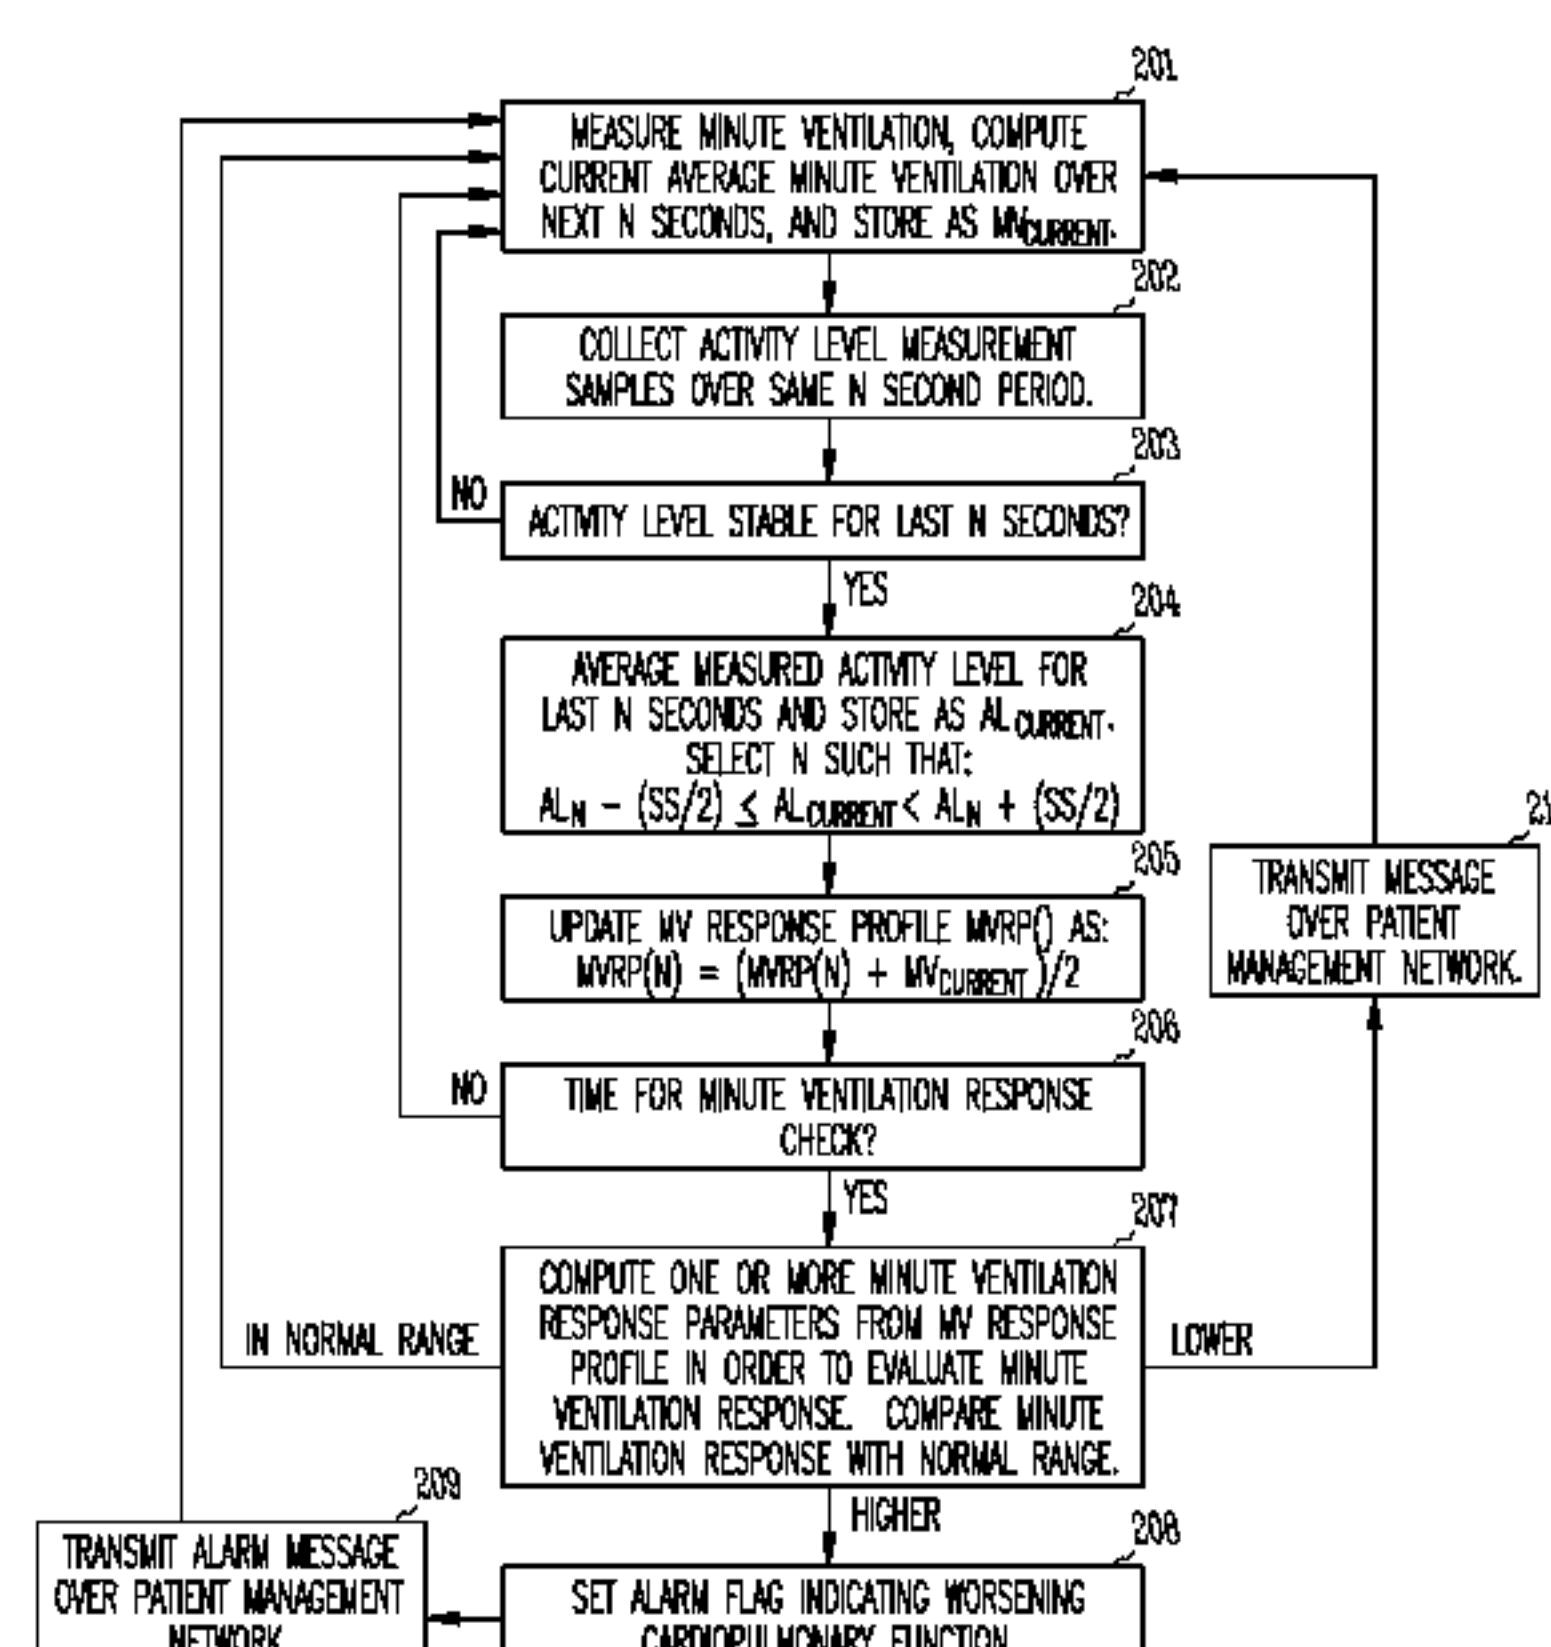 201
MEASURE MINUTE VENTILATION, COMPUTE
CURRENT AVERAGE MINUTE VENTILATION OVER
NEXT N SECONDS, AND STORE AS MVCURRENT.
202
COLLECT ACTIVITY LEVEL MEASUREMENT
SAMPLES OVER SAME N SECOND PERIOD.
203
NO
ACTIVITY LEVEL STABLE FOR LAST N SECONDS?
YES
204
AVERAGE MEASURED ACTIVITY LEVEL FOR
LAST N SECONDS AND STORE AS ALCURRENT.
SELECT N SUCH THAT:
ALN – (SS/2) ≤ ALCURRENT < ALN + (SS/2)
205
UPDATE MV RESPONSE PROFILE MVRP() AS:
MVRP(N) = (MVRP(N) + MVCURRENT)/2
21
TRANSMIT MESSAGE
OVER PATIENT
MANAGEMENT NETWORK.
206
NO
TIME FOR MINUTE VENTILATION RESPONSE
CHECK?
YES
207
COMPUTE ONE OR MORE MINUTE VENTILATION
RESPONSE PARAMETERS FROM MV RESPONSE
PROFILE IN ORDER TO EVALUATE MINUTE
VENTILATION RESPONSE. COMPARE MINUTE
VENTILATION RESPONSE WITH NORMAL RANGE.
IN NORMAL RANGE
LOWER
HIGHER
209
TRANSMIT ALARM MESSAGE
OVER PATIENT MANAGEMENT
NETWORK
208
SET ALARM FLAG INDICATING WORSENING
CARDIOPULMONARY FUNCTION